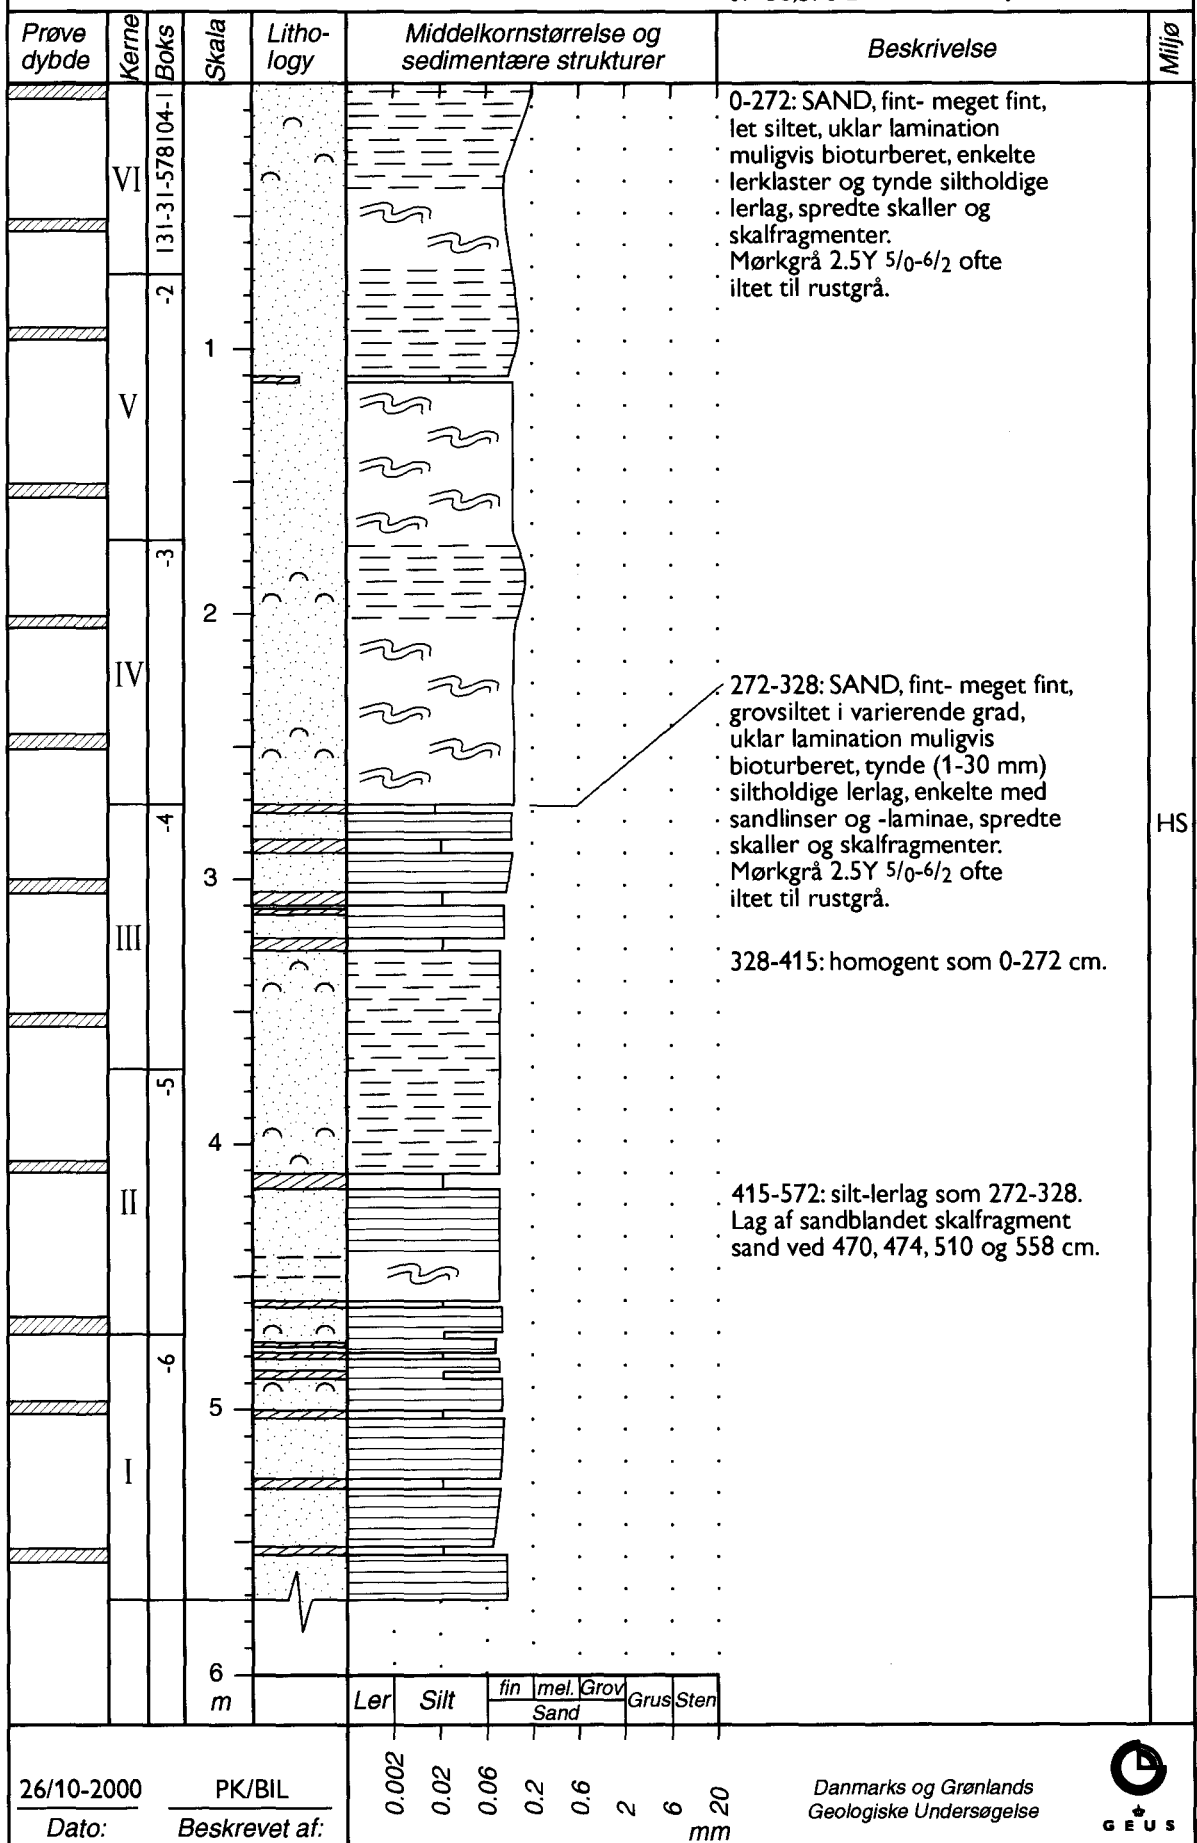 Prøve dybde
Kerne
Boks
Skala
Litho-
logy
Middelkornstørrelse og
sedimentære strukturer
Beskrivelse
Miljø
131-31-578104-1
-2
-3
-4
-5
-6
VI
V
IV
III
II
I
1
2
3
4
5
6
m
0-272: SAND, fint- meget fint,
let siltet, uklar lamination
muligvis bioturberet, enkelte
lerklaster og tynde siltholdige
lerlag, spredte skaller og
skalfragmenter.
Mørkgrå 2.5Y 5/0-6/2 ofte
iltet til rustgrå.
272-328: SAND, fint- meget fint,
grovsiltet i varierende grad,
uklar lamination muligvis
bioturberet, tynde (1-30 mm)
siltholdige lerlag, enkelte med
sandlinser og -laminae, spredte
skaller og skalfragmenter.
Mørkgrå 2.5Y 5/0-6/2 ofte
iltet til rustgrå.
HS
328-415: homogent som 0-272 cm.
415-572: silt-lerlag som 272-328.
Lag af sandblandet skalfragment
sand ved 470, 474, 510 og 558 cm.
Ler
Silt
fin
mel.
Grov
Sand
Grus
Sten
0.002
0.02
0.06
0.2
0.6
2
6
20
mm
26/10-2000
Dato:
PK/BIL
Beskrevet af:
Danmarks og Grønlands
Geologiske Undersøgelse
GEUS